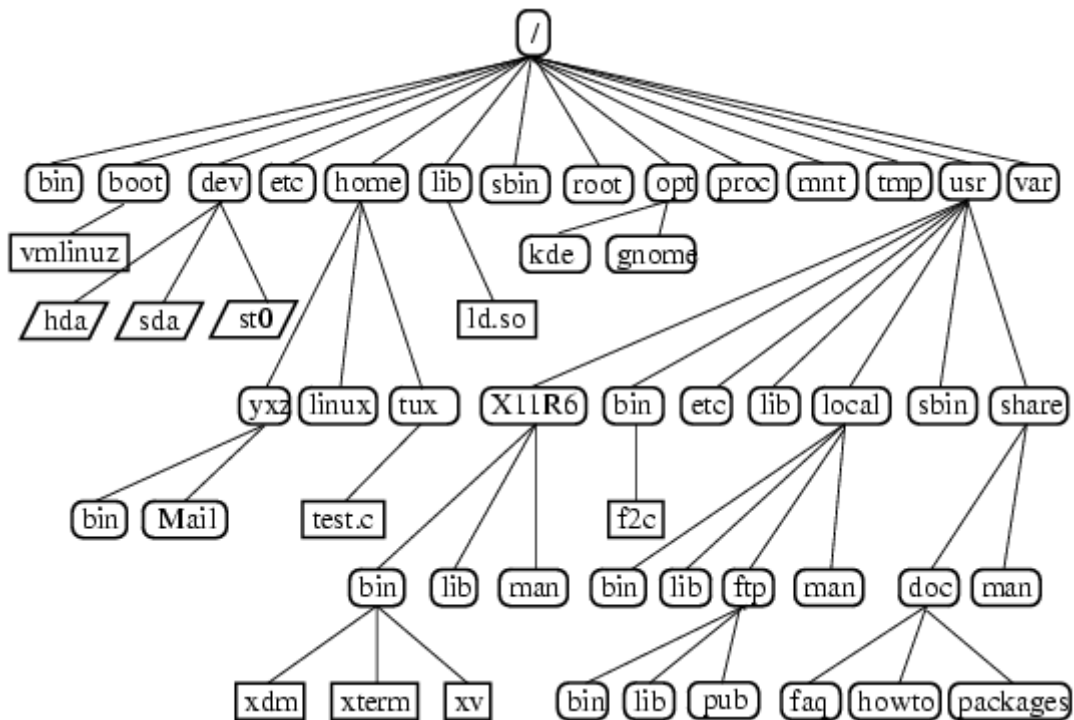 /
bin boot dev etc home lib sbin root opt proc mnt tmp usr var
vmlinuz kde gnome
hda sda st0 ld.so
yxz linux tux X11R6 bin etc lib local sbin share
bin Mail test.c f2c
bin lib man bin lib ftp man doc man
xdm xterm xv bin lib pub faq howto packages